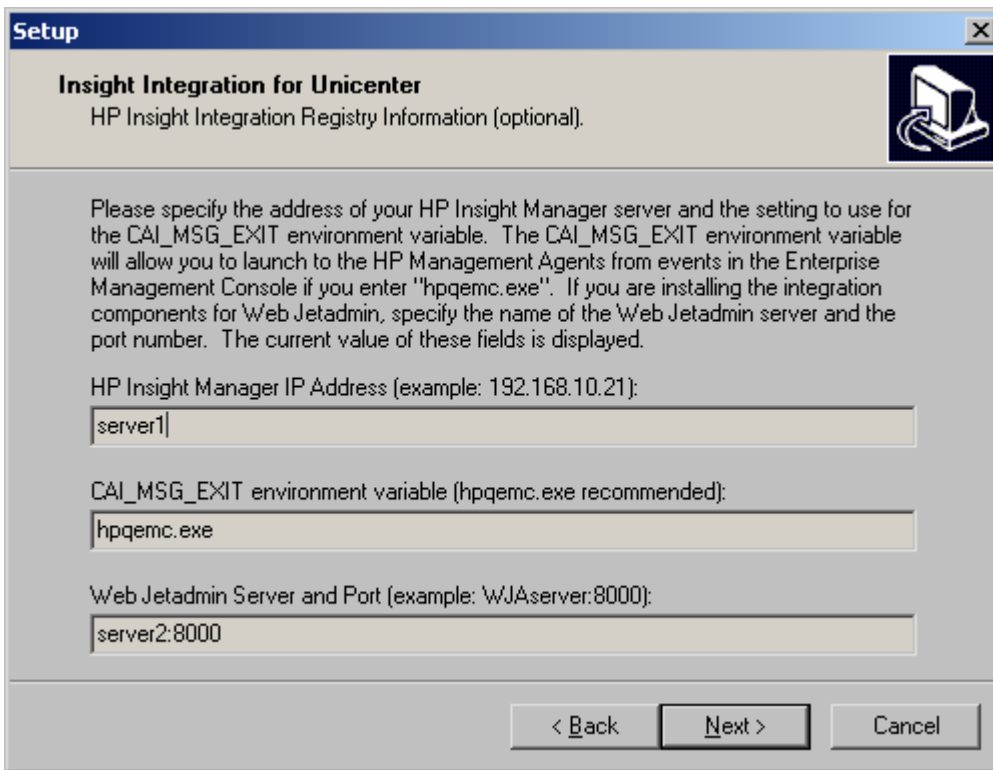 Setup
Insight Integration for Unicenter
HP Insight Integration Registry Information (optional).
Please specify the address of your HP Insight Manager server and the setting to use for
the CAI_MSG_EXIT environment variable. The CAI_MSG_EXIT environment variable
will allow you to launch to the HP Management Agents from events in the Enterprise
Management Console if you enter "hpqemc.exe". If you are installing the integration
components for Web Jetadmin, specify the name of the Web Jetadmin server and the
port number. The current value of these fields is displayed.
HP Insight Manager IP Address (example: 192.168.10.21):
server1
CAI_MSG_EXIT environment variable (hpqemc.exe recommended):
hpqemc.exe
Web Jetadmin Server and Port (example: WJAserver:8000):
server2:8000
< Back Next > Cancel